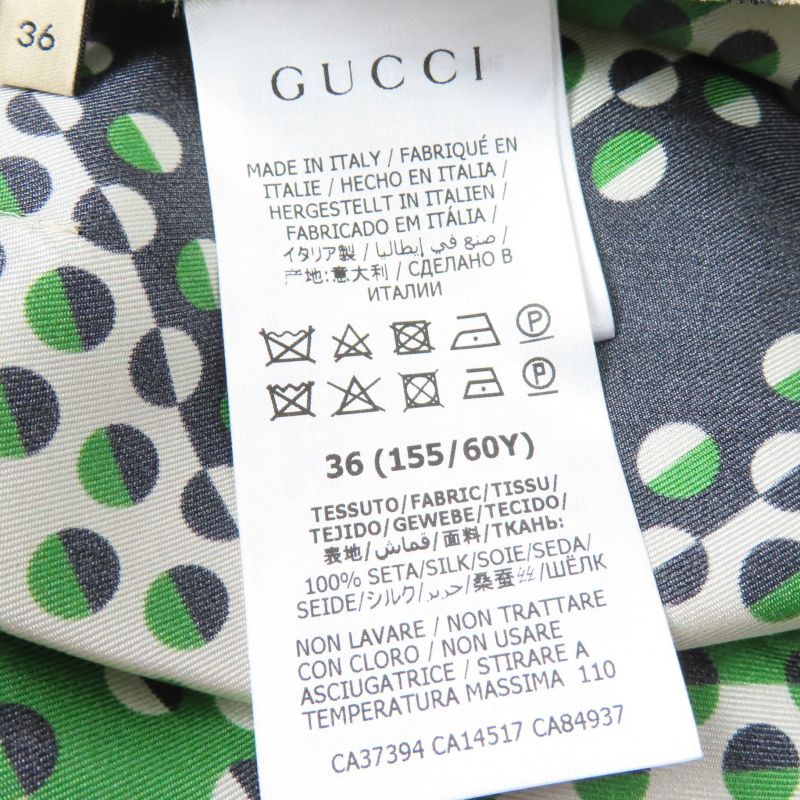 36
GUCCI
MADE IN ITALY / FABRIQUÉ EN
ITALIE / HECHO EN ITALIA /
HERGESTELLT IN ITALIEN /
FABRICADO EM ITÁLIA /
イタリア製 / صنع في إيطاليا /
产地:意大利 / СДЕЛАНО В
ИТАЛИИ
P
P
36 (155/60Y)
TESSUTO/FABRIC/TISSU/
TEJIDO/GEWEBE/TECIDO/
表地/قماش/面料/ТКАНЬ:
100% SETA/SILK/SOIE/SEDA/
SEIDE/シルク/حرير/桑蚕丝/ШЁЛК
NON LAVARE / NON TRATTARE
CON CLORO / NON USARE
ASCIUGATRICE / STIRARE A
TEMPERATURA MASSIMA 110
CA37394 CA14517 CA84937